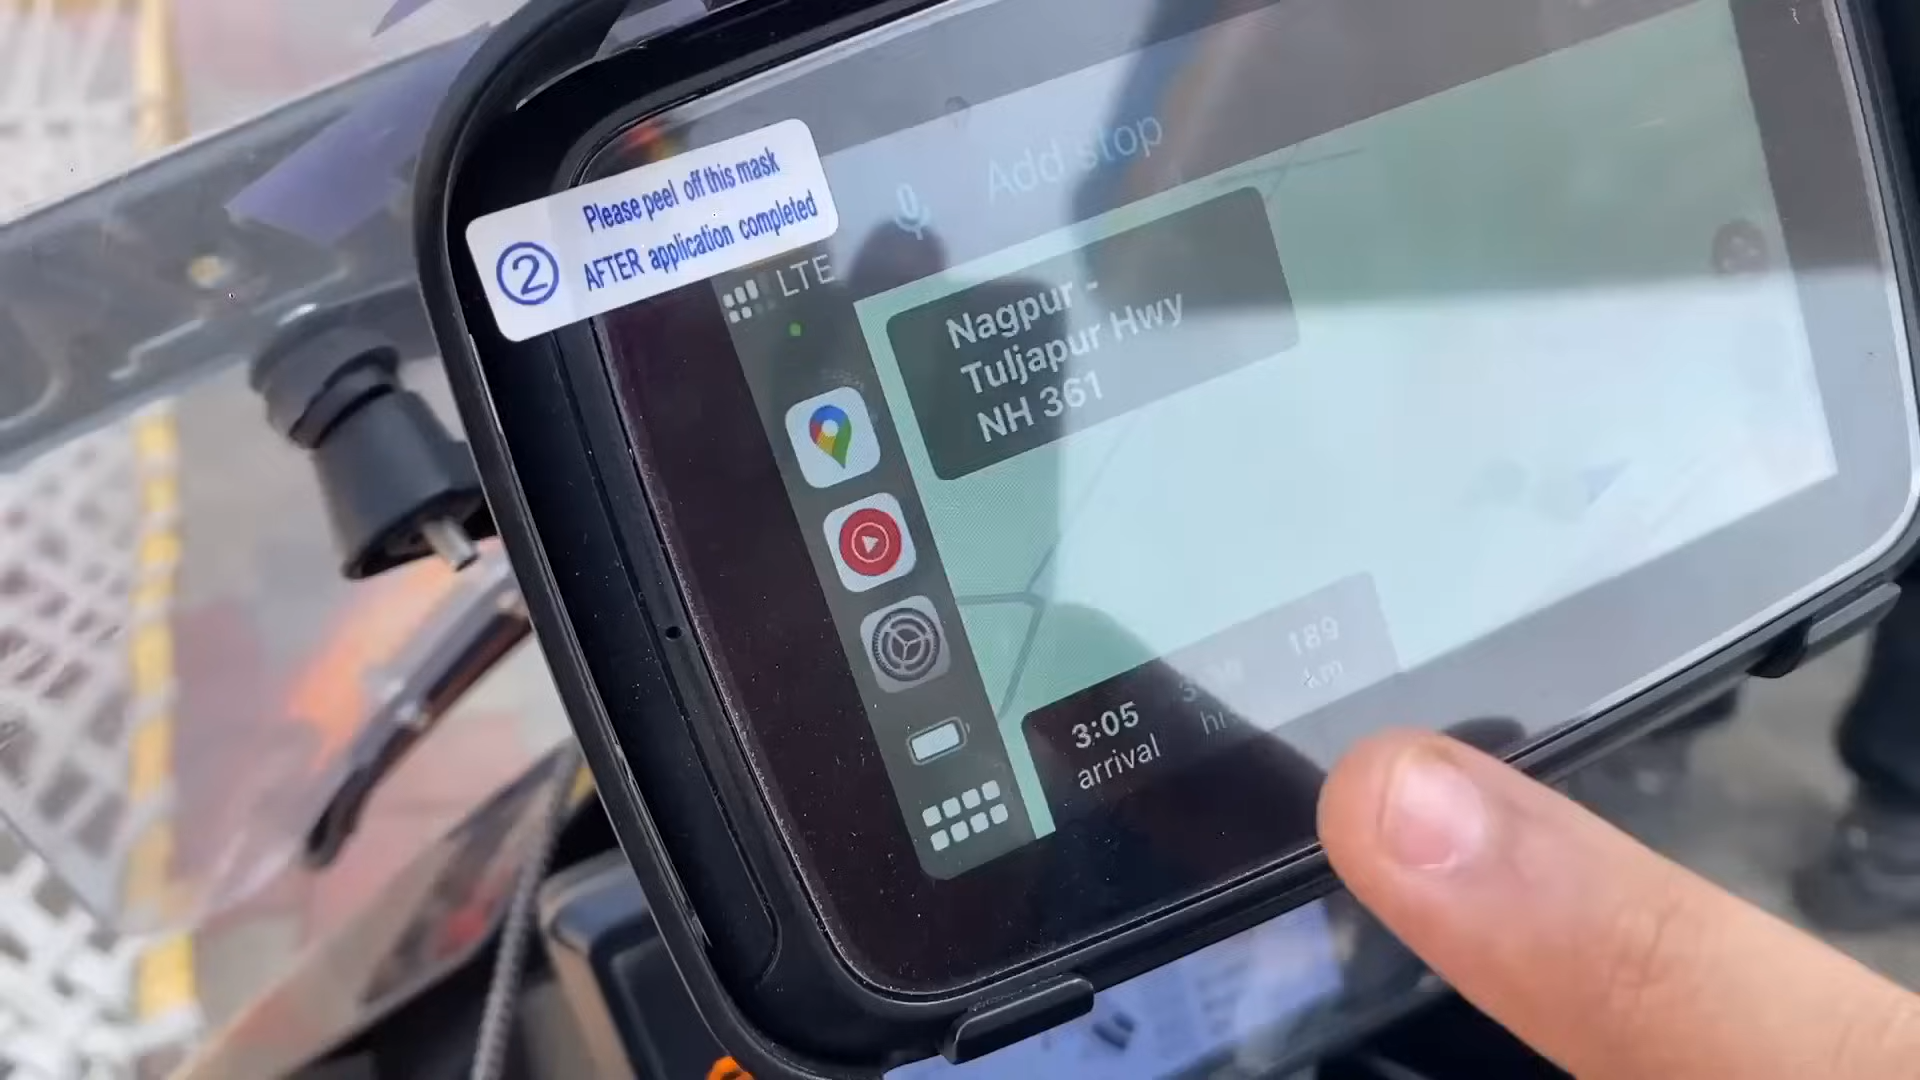 Please peel off this mask
② AFTER application completed
LTE
Add stop
Nagpur -
Tuljapur Hwy
NH 361
3:05
arrival
189
km